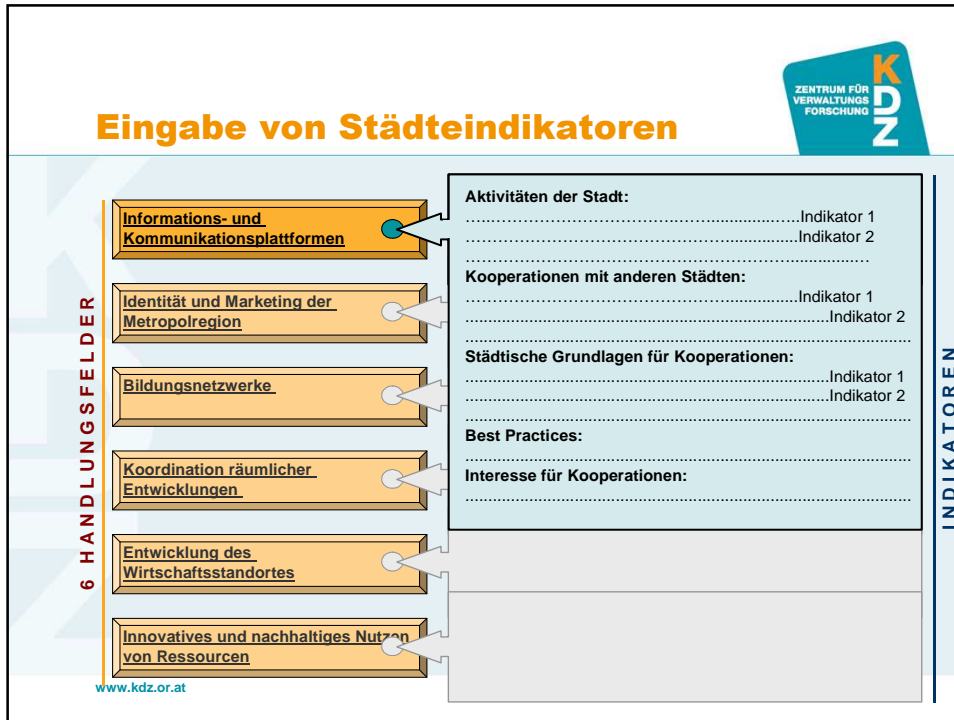 KDZ
ZENTRUM FÜR
VERWALTUNGS
FORSCHUNG
Eingabe von Städteindikatoren
6 HANDLUNGSFELDER
Informations- und
Kommunikationsplattformen
Identität und Marketing der
Metropolregion
Bildungsnetzwerke
Koordination räumlicher
Entwicklungen
Entwicklung des
Wirtschaftsstandortes
Innovatives und nachhaltiges Nutzen
von Ressourcen
Aktivitäten der Stadt:
……………………………………..............…..Indikator 1
……………………………………...............Indikator 2
………………………………………...............…
Kooperationen mit anderen Städten:
………………………………………............... Indikator 1
.................................................................Indikator 2
................................................................................
Städtische Grundlagen für Kooperationen:
.................................................................Indikator 1
.................................................................Indikator 2
................................................................................
Best Practices:
................................................................................
Interesse für Kooperationen:
................................................................................
INDIKATOREN
www.kdz.or.at